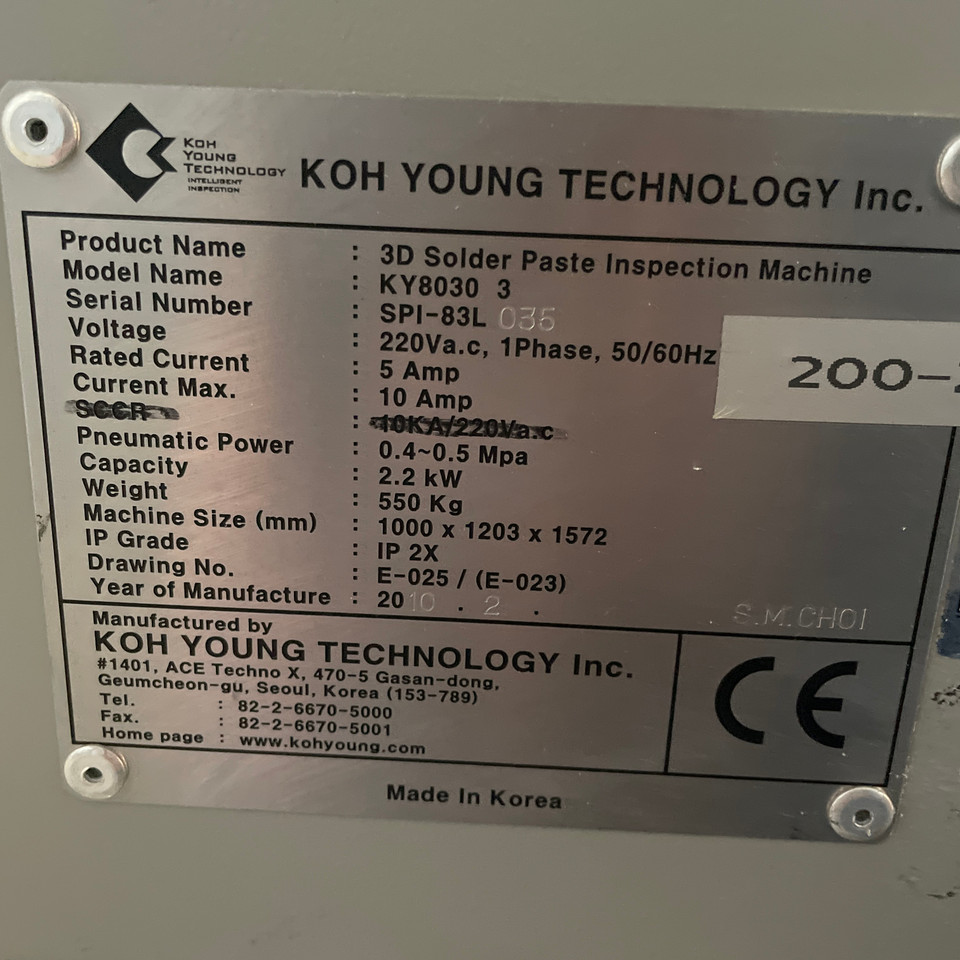 KOH
YOUNG
TECHNOLOGY
INTELLIGENT
INSPECTION
KOH YOUNG TECHNOLOGY Inc.
Product Name : 3D Solder Paste Inspection Machine
Model Name : KY8030 3
Serial Number : SPI-83L 035
Voltage : 220Va.c, 1Phase, 50/60Hz
200-
Rated Current : 5 Amp
Current Max. : 10 Amp
SCCR : 10KA/220Va.c
Pneumatic Power : 0.4~0.5 Mpa
Capacity : 2.2 kW
Weight : 550 Kg
Machine Size (mm) : 1000 x 1203 x 1572
IP Grade : IP 2X
Drawing No. : E-025 / (E-023)
Year of Manufacture : 2010 . 2 . S.M.CHOI
Manufactured by
KOH YOUNG TECHNOLOGY Inc.
#1401, ACE Techno X, 470-5 Gasan-dong,
Geumcheon-gu, Seoul, Korea (153-789)
Tel. : 82-2-6670-5000
Fax. : 82-2-6670-5001
Home page : www.kohyoung.com
CE
Made In Korea